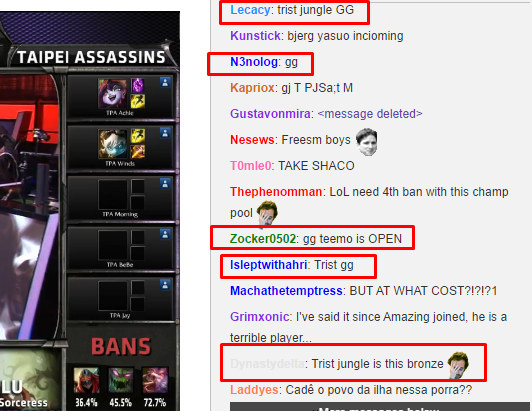 TAIPEI ASSASSINS
TPA Achie
TPA Winds
TPA Morning
TPA BeBe
TPA Jay
BANS
LU
Sorceress
36.4%
45.5%
72.7%
Lecacy: trist jungle GG
Kunstick: bjerg yasuo incioming
N3nolog: gg
Kapriox: gj T PJSa;t M
Gustavonmira: <message deleted>
Nesews: Freesm boys
T0mle0: TAKE SHACO
Thephenomman: LoL need 4th ban with this champ
pool
Zocker0502: gg teemo is OPEN
Isleptwithahri: Trist gg
Machathetemptress: BUT AT WHAT COST?!?!?1
Grimxonic: I've said it since Amazing joined, he is a
terrible player...
Dynastydelta: Trist jungle is this bronze
Laddyes: Cadê o povo da ilha nessa porra??
More messages below